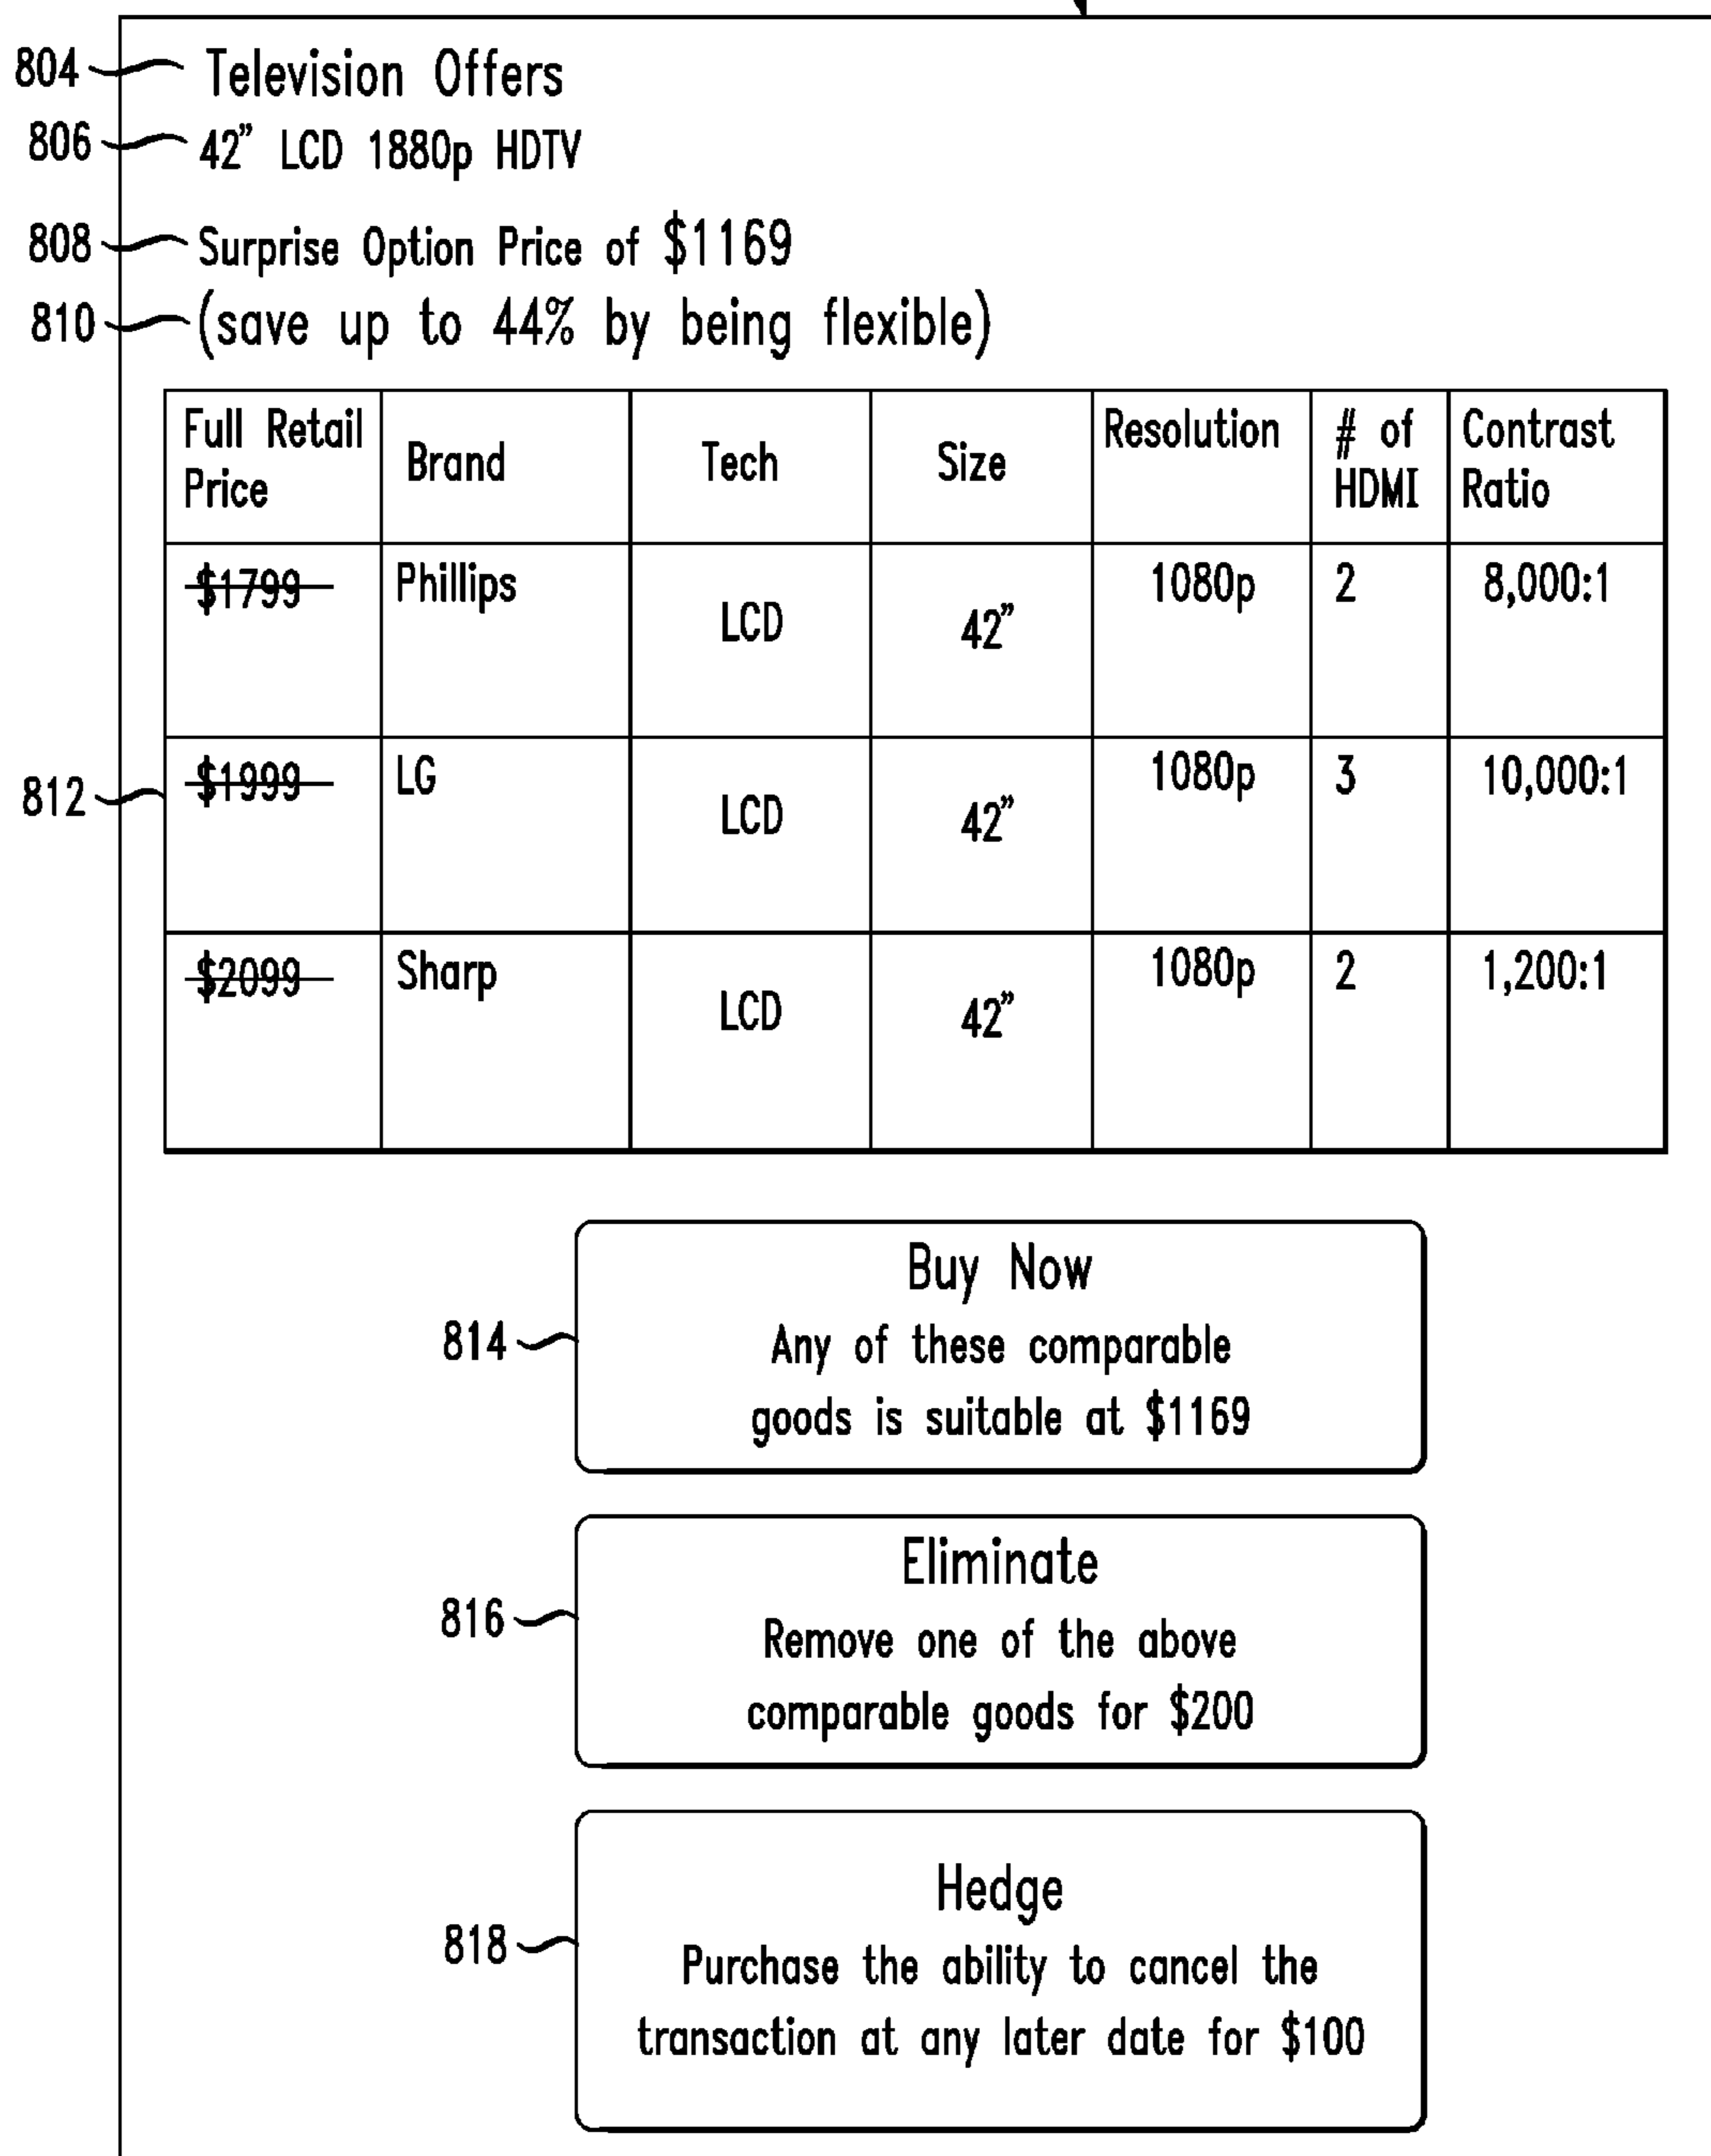 804 Television Offers
806 42” LCD 1880p HDTV
808 Surprise Option Price of $1169
810 (save up to 44% by being flexible)
Full Retail Price Brand Tech Size Resolution # of HDMI Contrast Ratio
$1799 Phillips LCD 42” 1080p 2 8,000:1
812 $1999 LG LCD 42” 1080p 3 10,000:1
$2099 Sharp LCD 42” 1080p 2 1,200:1
Buy Now
814 Any of these comparable
goods is suitable at $1169
Eliminate
816 Remove one of the above
comparable goods for $200
Hedge
818 Purchase the ability to cancel the
transaction at any later date for $100